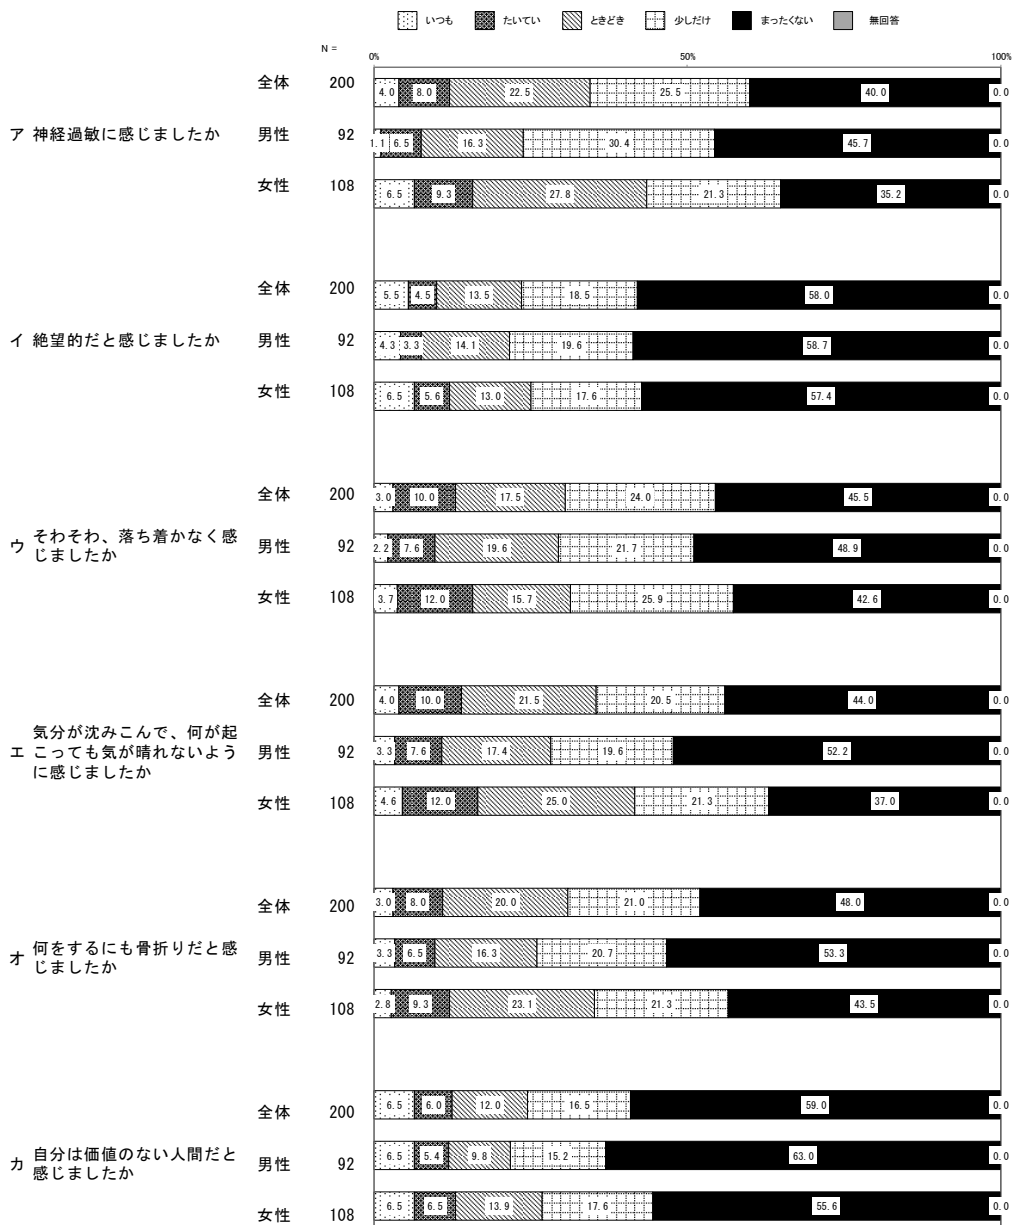 いつも たいてい ときどき 少しだけ まったくない 無回答
N =
0% 50% 100%
全体 200 4.0 8.0 22.5 25.5 40.0 0.0
ア 神経過敏に感じましたか 男性 92 1.1 6.5 16.3 30.4 45.7 0.0
女性 108 6.5 9.3 27.8 21.3 35.2 0.0
全体 200 5.5 4.5 13.5 18.5 58.0 0.0
イ 絶望的だと感じましたか 男性 92 4.3 3.3 14.1 19.6 58.7 0.0
女性 108 6.5 5.6 13.0 17.6 57.4 0.0
全体 200 3.0 10.0 17.5 24.0 45.5 0.0
ウ そわそわ、落ち着かなく感
じましたか 男性 92 2.2 7.6 19.6 21.7 48.9 0.0
女性 108 3.7 12.0 15.7 25.9 42.6 0.0
全体 200 4.0 10.0 21.5 20.5 44.0 0.0
気分が沈みこんで、何が起
エ こっても気が晴れないよう 男性 92 3.3 7.6 17.4 19.6 52.2 0.0
に感じましたか
女性 108 4.6 12.0 25.0 21.3 37.0 0.0
全体 200 3.0 8.0 20.0 21.0 48.0 0.0
オ 何をするにも骨折りだと感
じましたか 男性 92 3.3 6.5 16.3 20.7 53.3 0.0
女性 108 2.8 9.3 23.1 21.3 43.5 0.0
全体 200 6.5 6.0 12.0 16.5 59.0 0.0
カ 自分は価値のない人間だと
感じましたか 男性 92 6.5 5.4 9.8 15.2 63.0 0.0
女性 108 6.5 6.5 13.9 17.6 55.6 0.0